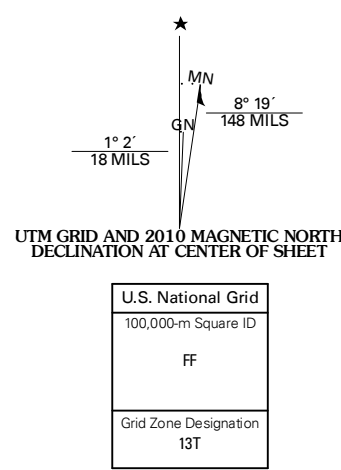 ★
MN
GN
8° 19´
148 MILS
1° 2´
18 MILS
UTM GRID AND 2010 MAGNETIC NORTH
DECLINATION AT CENTER OF SHEET
U.S. National Grid
100,000-m Square ID
FF
Grid Zone Designation
13T